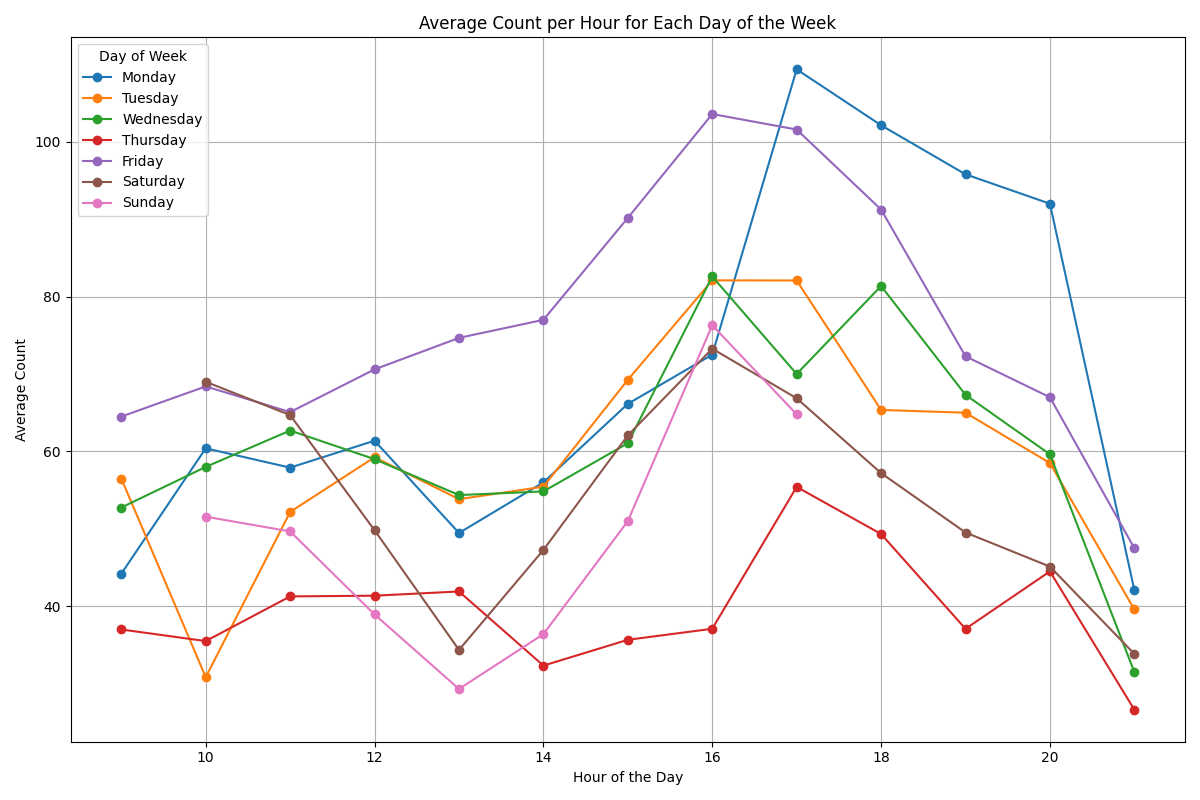 Average Count per Hour for Each Day of the Week
Day of Week
Monday
Tuesday
Wednesday
Thursday
Friday
Saturday
Sunday
Average Count
100
80
60
40
10 12 14 16 18 20
Hour of the Day